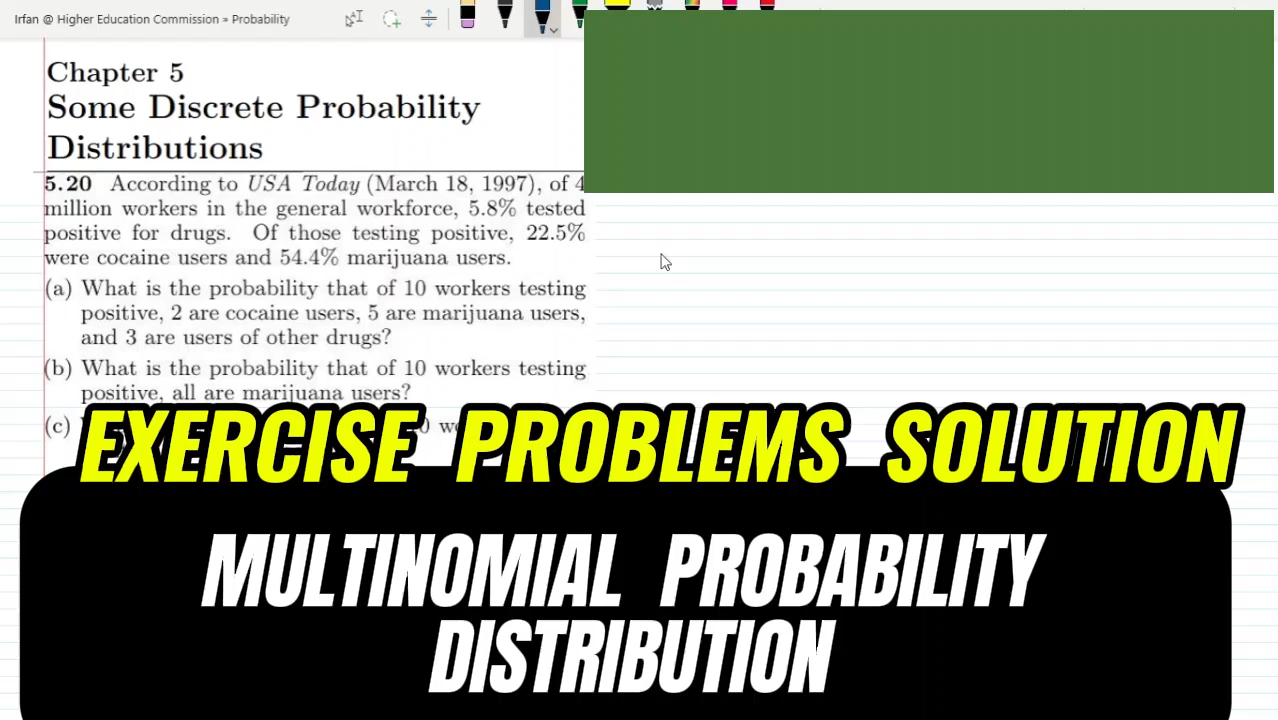 Irfan @ Higher Education Commission » Probability
Chapter 5
Some Discrete Probability
Distributions
5.20 According to USA Today (March 18, 1997), of 4
million workers in the general workforce, 5.8% tested
positive for drugs. Of those testing positive, 22.5%
were cocaine users and 54.4% marijuana users.
(a) What is the probability that of 10 workers testing
positive, 2 are cocaine users, 5 are marijuana users,
and 3 are users of other drugs?
(b) What is the probability that of 10 workers testing
positive, all are marijuana users?
(c)
EXERCISE PROBLEMS SOLUTION
MULTINOMIAL PROBABILITY
DISTRIBUTION